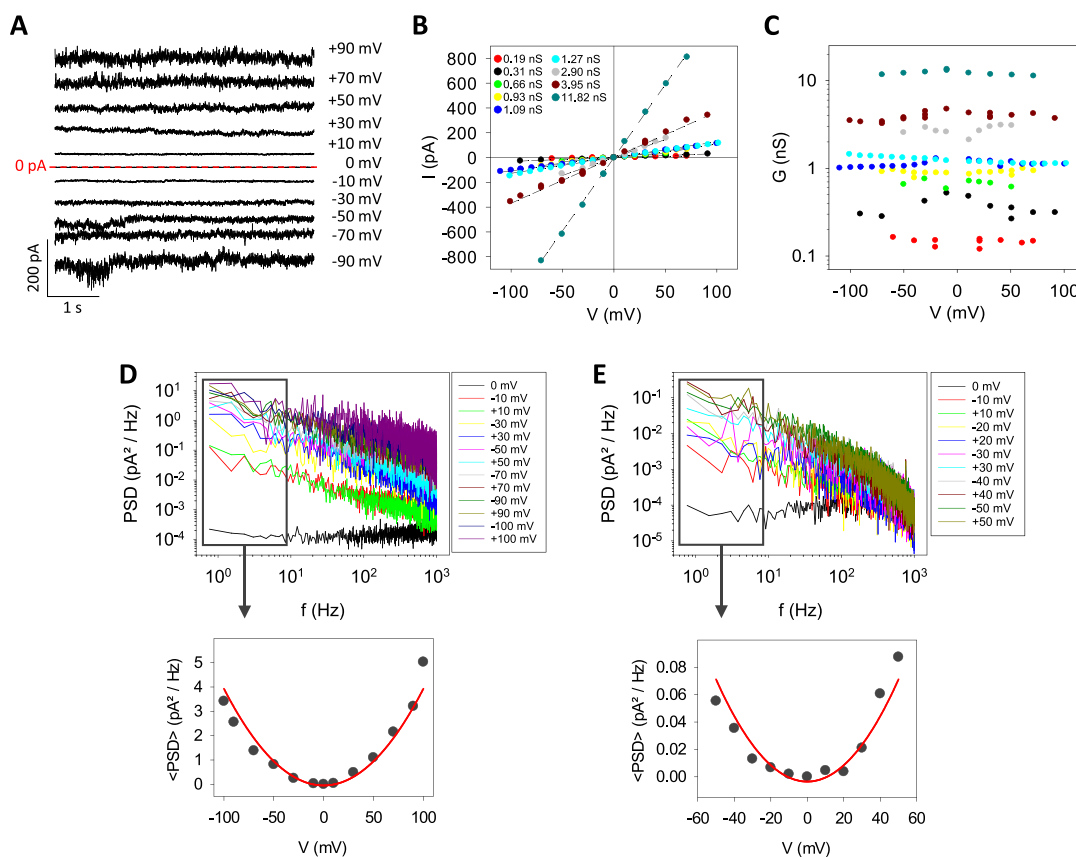 A
+90 mV
+70 mV
+50 mV
+30 mV
+10 mV
0 pA
0 mV
-10 mV
-30 mV
-50 mV
-70 mV
-90 mV
200 pA
1 s
B
0.19 nS
0.31 nS
0.66 nS
0.93 nS
1.09 nS
1.27 nS
2.90 nS
3.95 nS
11.82 nS
800
600
400
200
0
-200
-400
-600
-800
I (pA)
-100 -50 0 50 100
V (mV)
C
10
1
0.1
G (nS)
-100 -50 0 50 100
V (mV)
D
10¹
10⁰
10⁻¹
10⁻²
10⁻³
10⁻⁴
PSD (pA² / Hz)
10⁰ 10¹ 10² 10³
f (Hz)
0 mV
-10 mV
+10 mV
-30 mV
+30 mV
-50 mV
+50 mV
-70 mV
+70 mV
-90 mV
+90 mV
-100 mV
+100 mV
5
4
3
2
1
0
<PSD> (pA² / Hz)
-100 -50 0 50 100
V (mV)
E
10⁰
10⁻¹
10⁻²
10⁻³
10⁻⁴
10⁻⁵
PSD (pA² / Hz)
10⁰ 10¹ 10² 10³
f (Hz)
0 mV
-10 mV
+10 mV
-20 mV
+20 mV
-30 mV
+30 mV
-40 mV
+40 mV
-50 mV
+50 mV
0.08
0.06
0.04
0.02
0.00
<PSD> (pA² / Hz)
-60 -40 -20 0 20 40 60
V (mV)